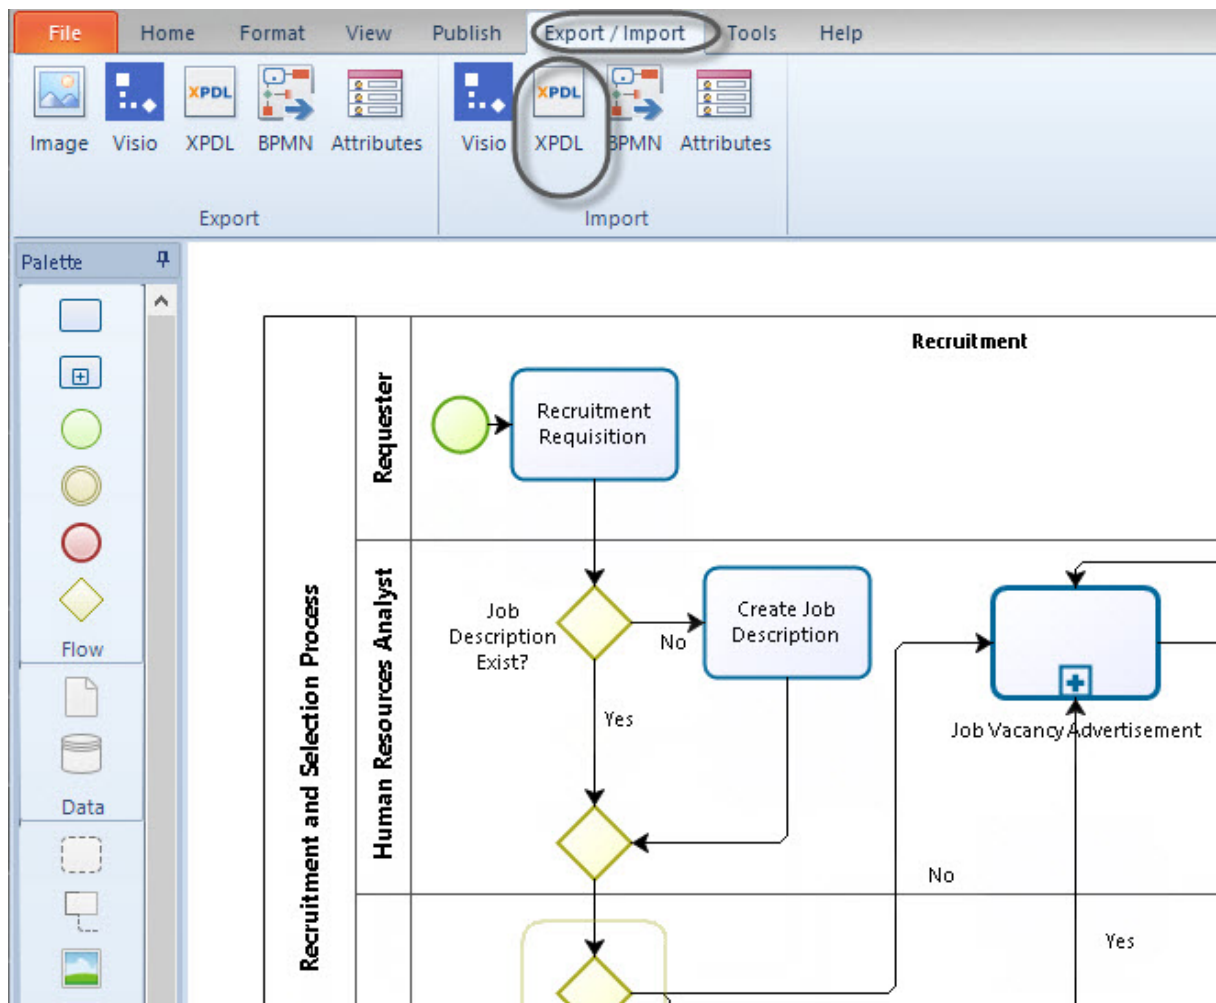 File Home Format View Publish Export / Import Tools Help
XPDL XPDL
Image Visio XPDL BPMN Attributes Visio XPDL BPMN Attributes
Export Import
Palette
Recruitment
Requester
Recruitment
Requisition
Recruitment and Selection Process
Human Resources Analyst
Job
Description
Exist?
No
Create Job
Description
Yes
Job Vacancy Advertisement
No
Yes
Flow
Data